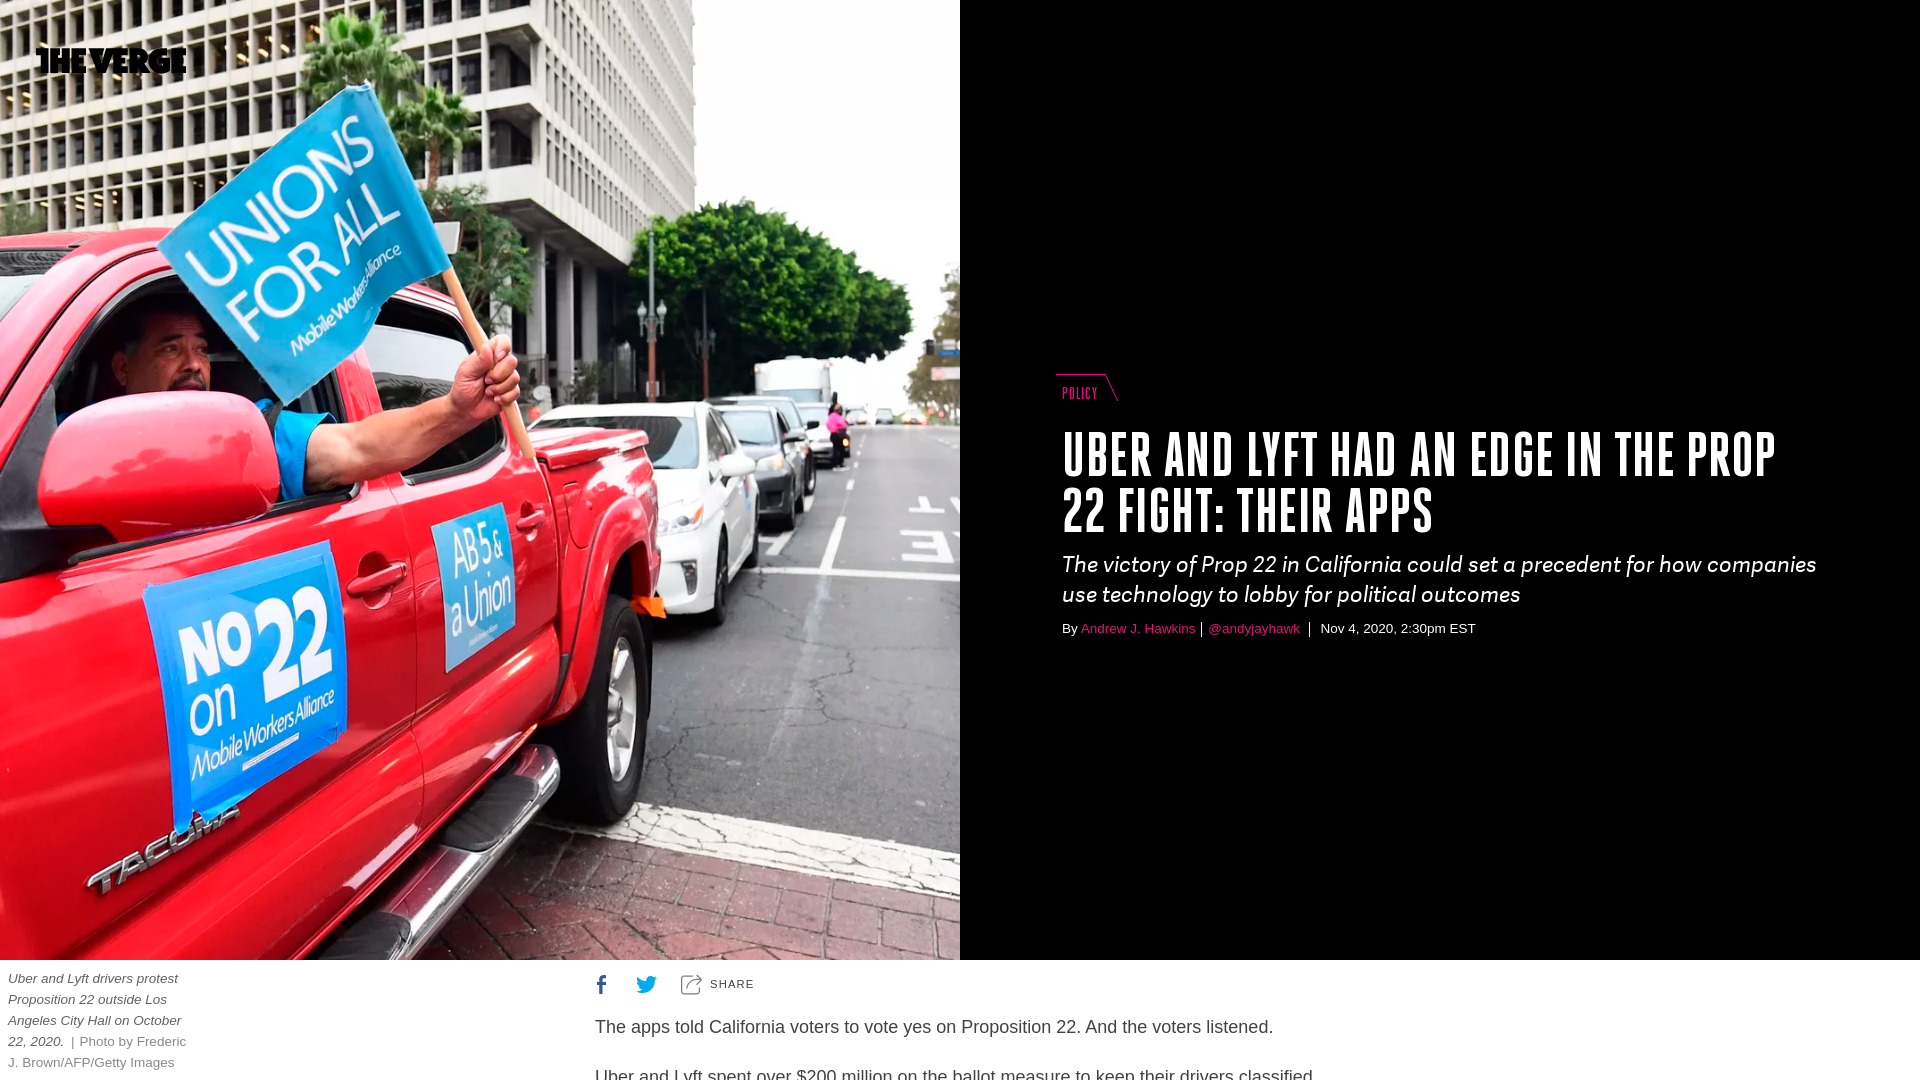 THE VERGE
UNIONS
FOR ALL
Mobile Workers Alliance
NO
on
22
Mobile Workers Alliance
AB 5 &
a Union
TACOMA
POLICY
UBER AND LYFT HAD AN EDGE IN THE PROP
22 FIGHT: THEIR APPS
The victory of Prop 22 in California could set a precedent for how companies
use technology to lobby for political outcomes
By Andrew J. Hawkins | @andyjayhawk | Nov 4, 2020, 2:30pm EST
Uber and Lyft drivers protest
Proposition 22 outside Los
Angeles City Hall on October
22, 2020. | Photo by Frederic
J. Brown/AFP/Getty Images
SHARE
The apps told California voters to vote yes on Proposition 22. And the voters listened.
Uber and Lyft spent over $200 million on the ballot measure to keep their drivers classified